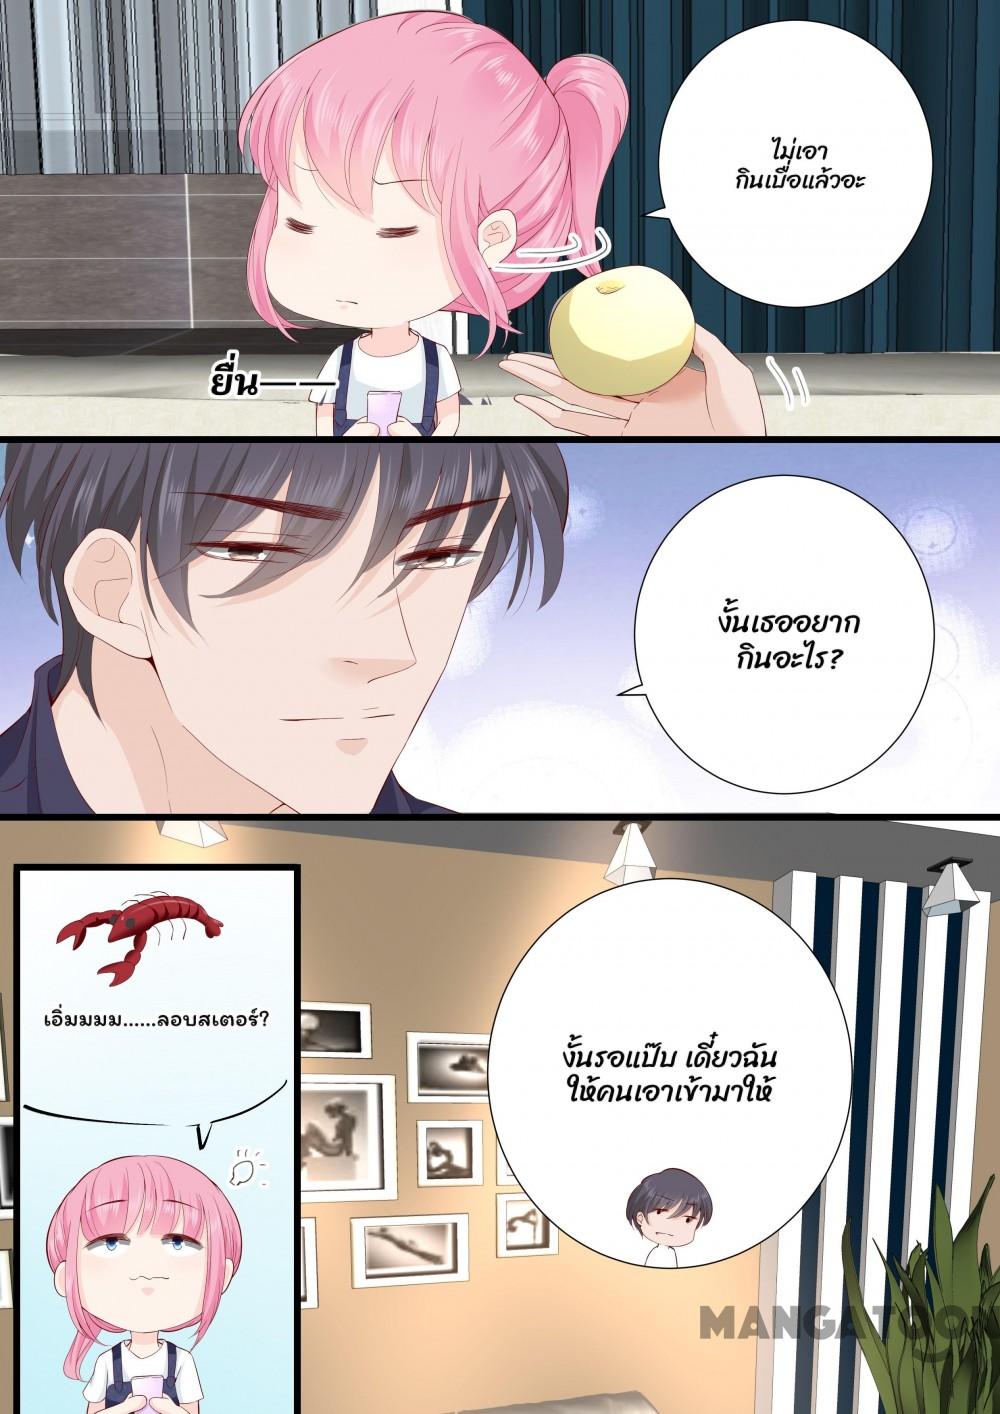 ไม่เอา
กินเบื่อแล้วอะ
ยื่น——
งั้นเธออยาก
กินอะไร?
เอิ่มมมม......ลอบสเตอร์?
งั้นรอแป๊บ เดี๋ยวฉัน
ให้คนเอาเข้ามาให้
MANGATOON